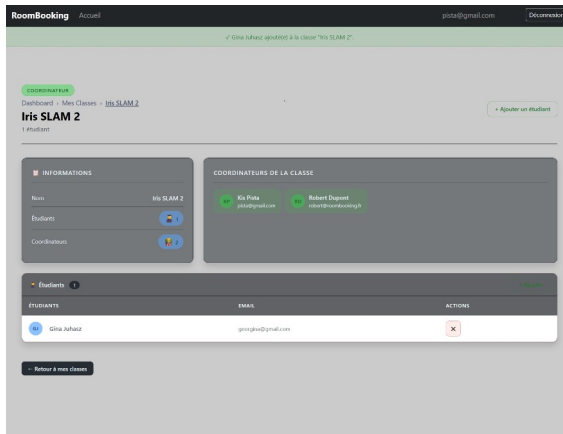 RoomBooking Accueil pista@gmail.com Déconnexion
✓ Gina Juhasz ajouté(e) à la classe "Iris SLAM 2".
COORDINATEUR
Dashboard › Mes Classes › Iris SLAM 2
Iris SLAM 2
1 étudiant
+ Ajouter un étudiant
INFORMATIONS
Nom Iris SLAM 2
Étudiants 1
Coordinateurs 2
COORDINATEURS DE LA CLASSE
KP Kis Pista
pista@gmail.com
RD Robert Dupont
robert@roombooking.fr
Étudiants 1
ÉTUDIANTS EMAIL ACTIONS
GJ Gina Juhasz georgina@gmail.com ✕
← Retour à mes classes